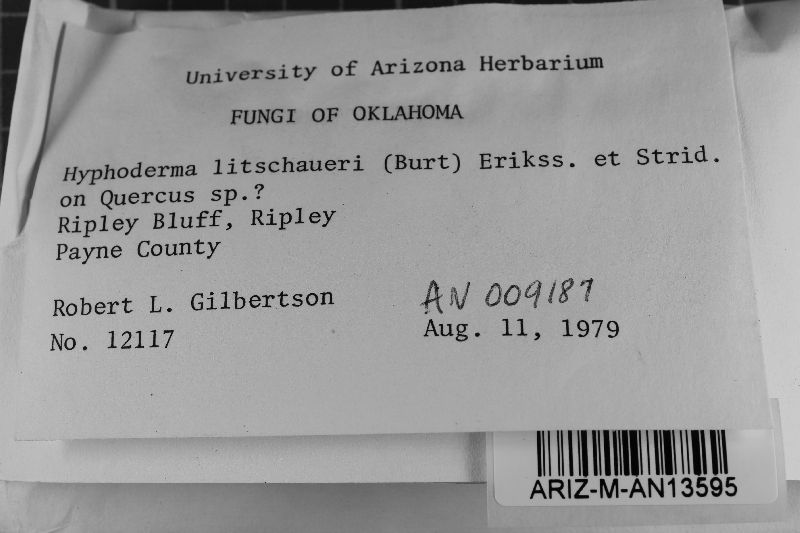 University of Arizona Herbarium
FUNGI OF OKLAHOMA
Hyphoderma litschaueri (Burt) Erikss. et Strid.
on Quercus sp.?
Ripley Bluff, Ripley
Payne County
Robert L. Gilbertson
AN 009187
No. 12117
Aug. 11, 1979
ARIZ-M-AN13595